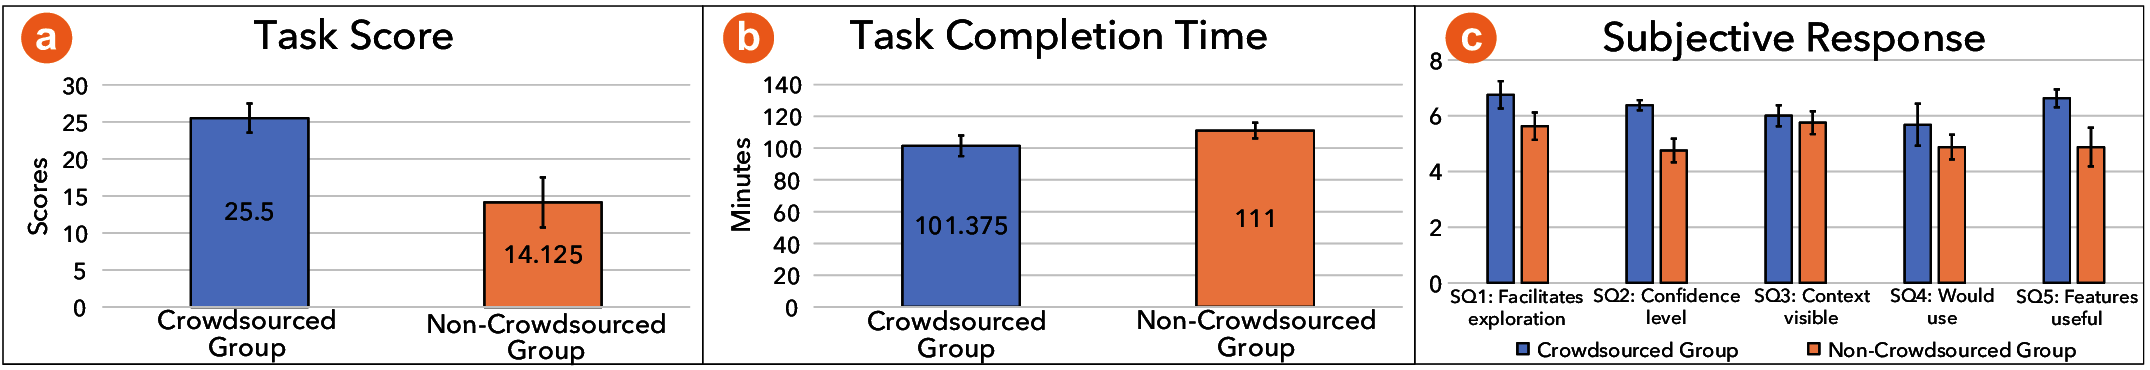 a
Task Score
Scores
30
25
20
15
10
5
0
25.5
14.125
Crowdsourced
Group
Non-Crowdsourced
Group
b
Task Completion Time
Minutes
140
120
100
80
60
40
20
0
101.375
111
Crowdsourced
Group
Non-Crowdsourced
Group
c
Subjective Response
8
6
4
2
0
SQ1: Facilitates
exploration
SQ2: Confidence
level
SQ3: Context
visible
SQ4: Would
use
SQ5: Features
useful
Crowdsourced Group
Non-Crowdsourced Group